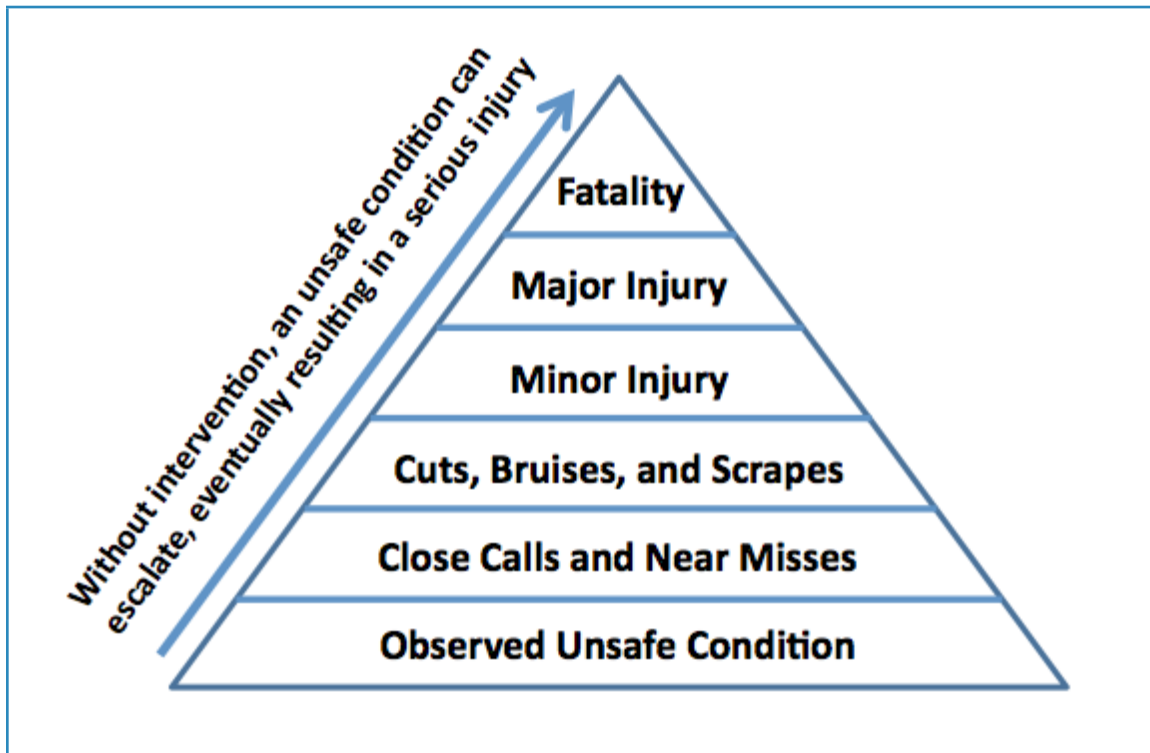 Without intervention, an unsafe condition can
escalate, eventually resulting in a serious injury
Fatality
Major Injury
Minor Injury
Cuts, Bruises, and Scrapes
Close Calls and Near Misses
Observed Unsafe Condition